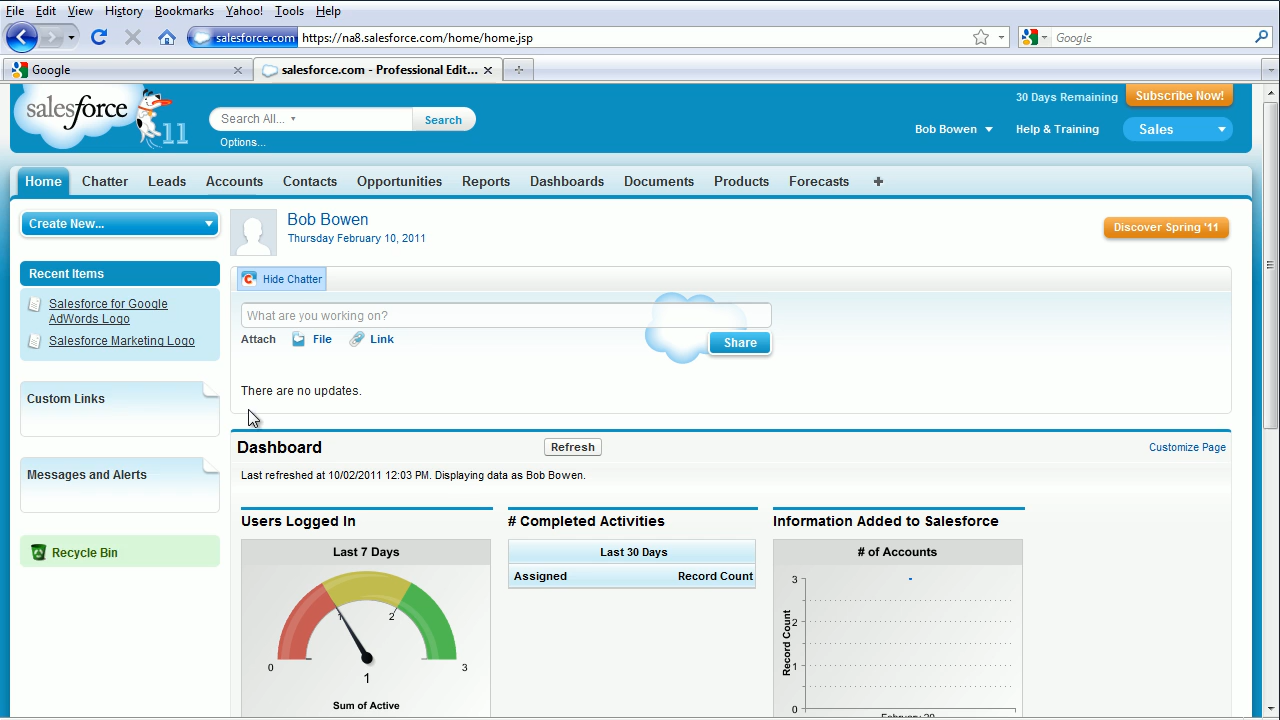 File Edit View History Bookmarks Yahoo! Tools Help
salesforce.com https://na8.salesforce.com/home/home.jsp Google
Google salesforce.com - Professional Edit...
salesforce 11
Search All... Search
Options...
30 Days Remaining Subscribe Now!
Bob Bowen Help & Training Sales
Home Chatter Leads Accounts Contacts Opportunities Reports Dashboards Documents Products Forecasts
Create New...
Recent Items
Salesforce for Google
AdWords Logo
Salesforce Marketing Logo
Custom Links
Messages and Alerts
Recycle Bin
Bob Bowen
Thursday February 10, 2011
Discover Spring '11
Hide Chatter
What are you working on?
Attach File Link Share
There are no updates.
Dashboard Refresh Customize Page
Last refreshed at 10/02/2011 12:03 PM. Displaying data as Bob Bowen.
Users Logged In
Last 7 Days
0 1 2 3
1
Sum of Active
# Completed Activities
Last 30 Days
Assigned Record Count
Information Added to Salesforce
# of Accounts
Record Count
3
2
1
0